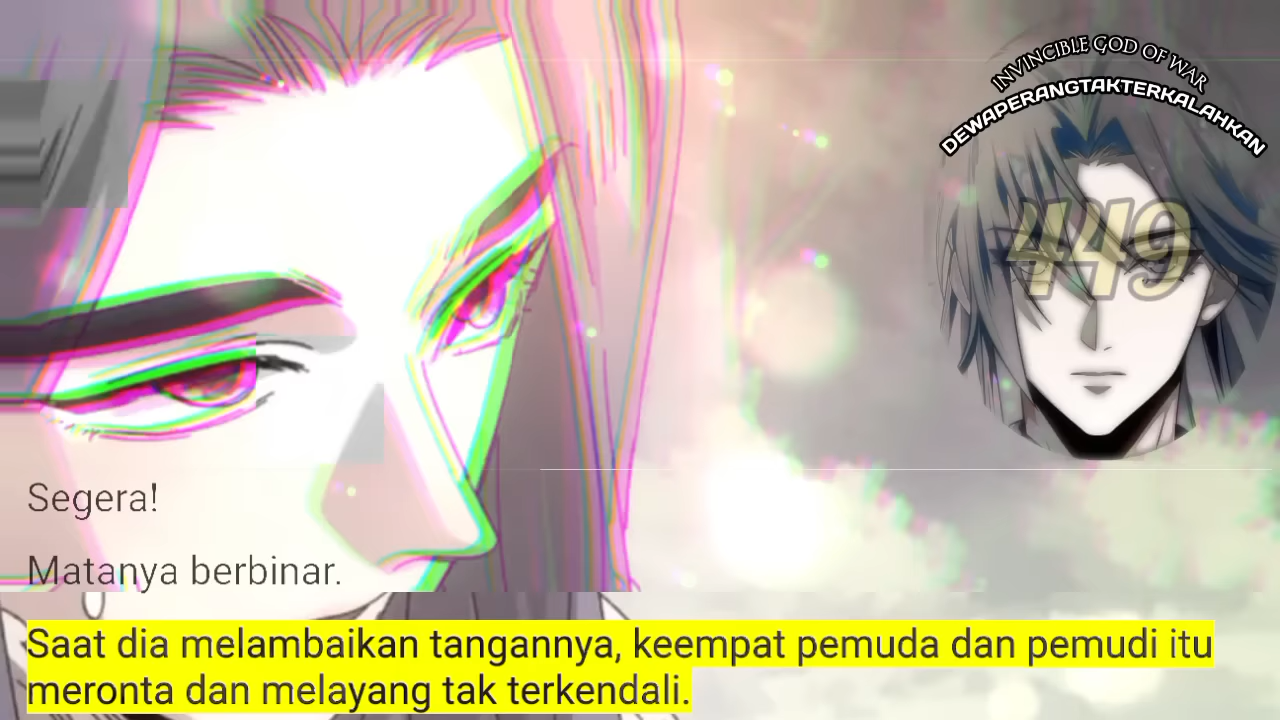 INVINCIBLE GOD OF WAR
DEWAPERANGTAKTERKALAHKAN
449
Segera!
Matanya berbinar.
Saat dia melambaikan tangannya, keempat pemuda dan pemudi itu
meronta dan melayang tak terkendali.